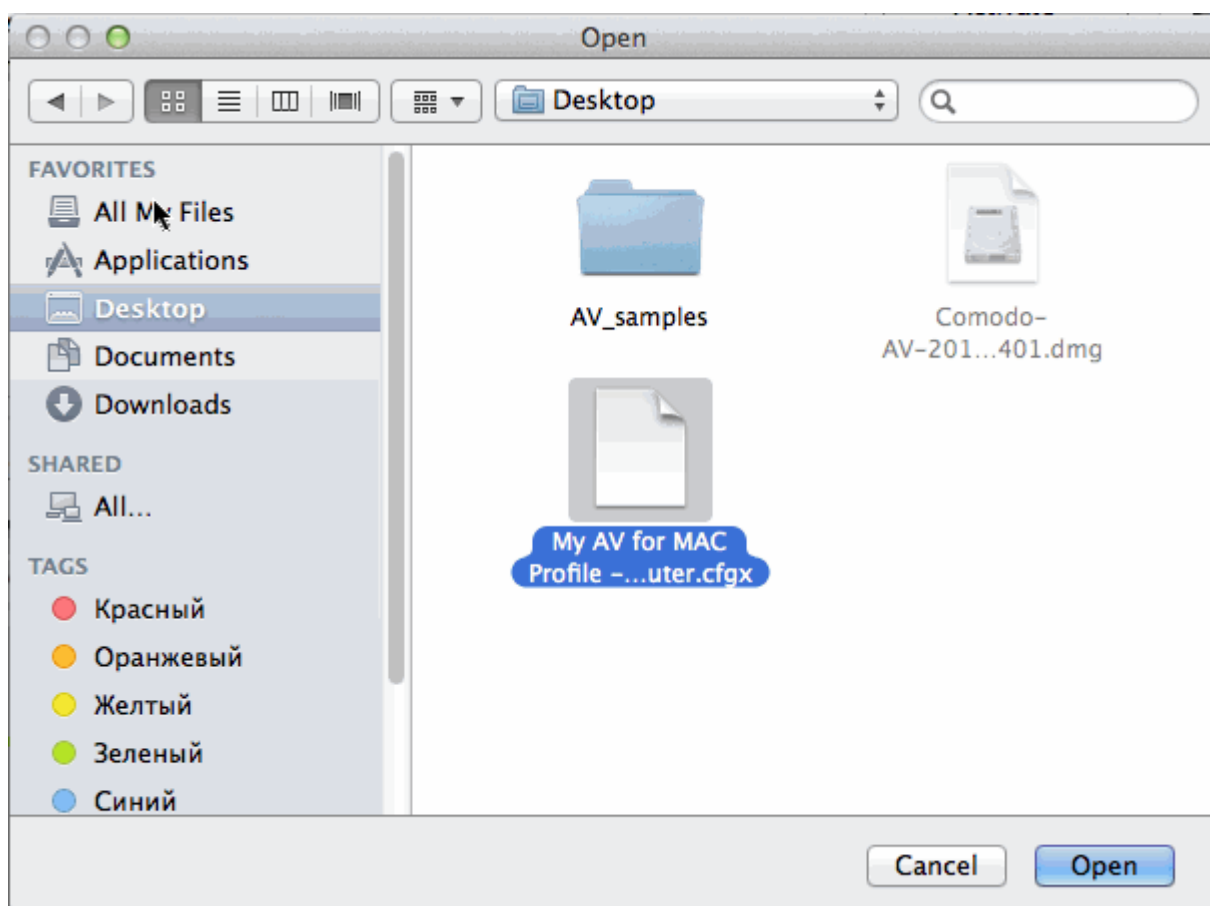 Open
Desktop
FAVORITES
All My Files
Applications
Desktop
Documents
Downloads
SHARED
All...
TAGS
Красный
Оранжевый
Желтый
Зеленый
Синий
AV_samples
Comodo-
AV-201...401.dmg
My AV for MAC
Profile -...uter.cfgx
Cancel
Open